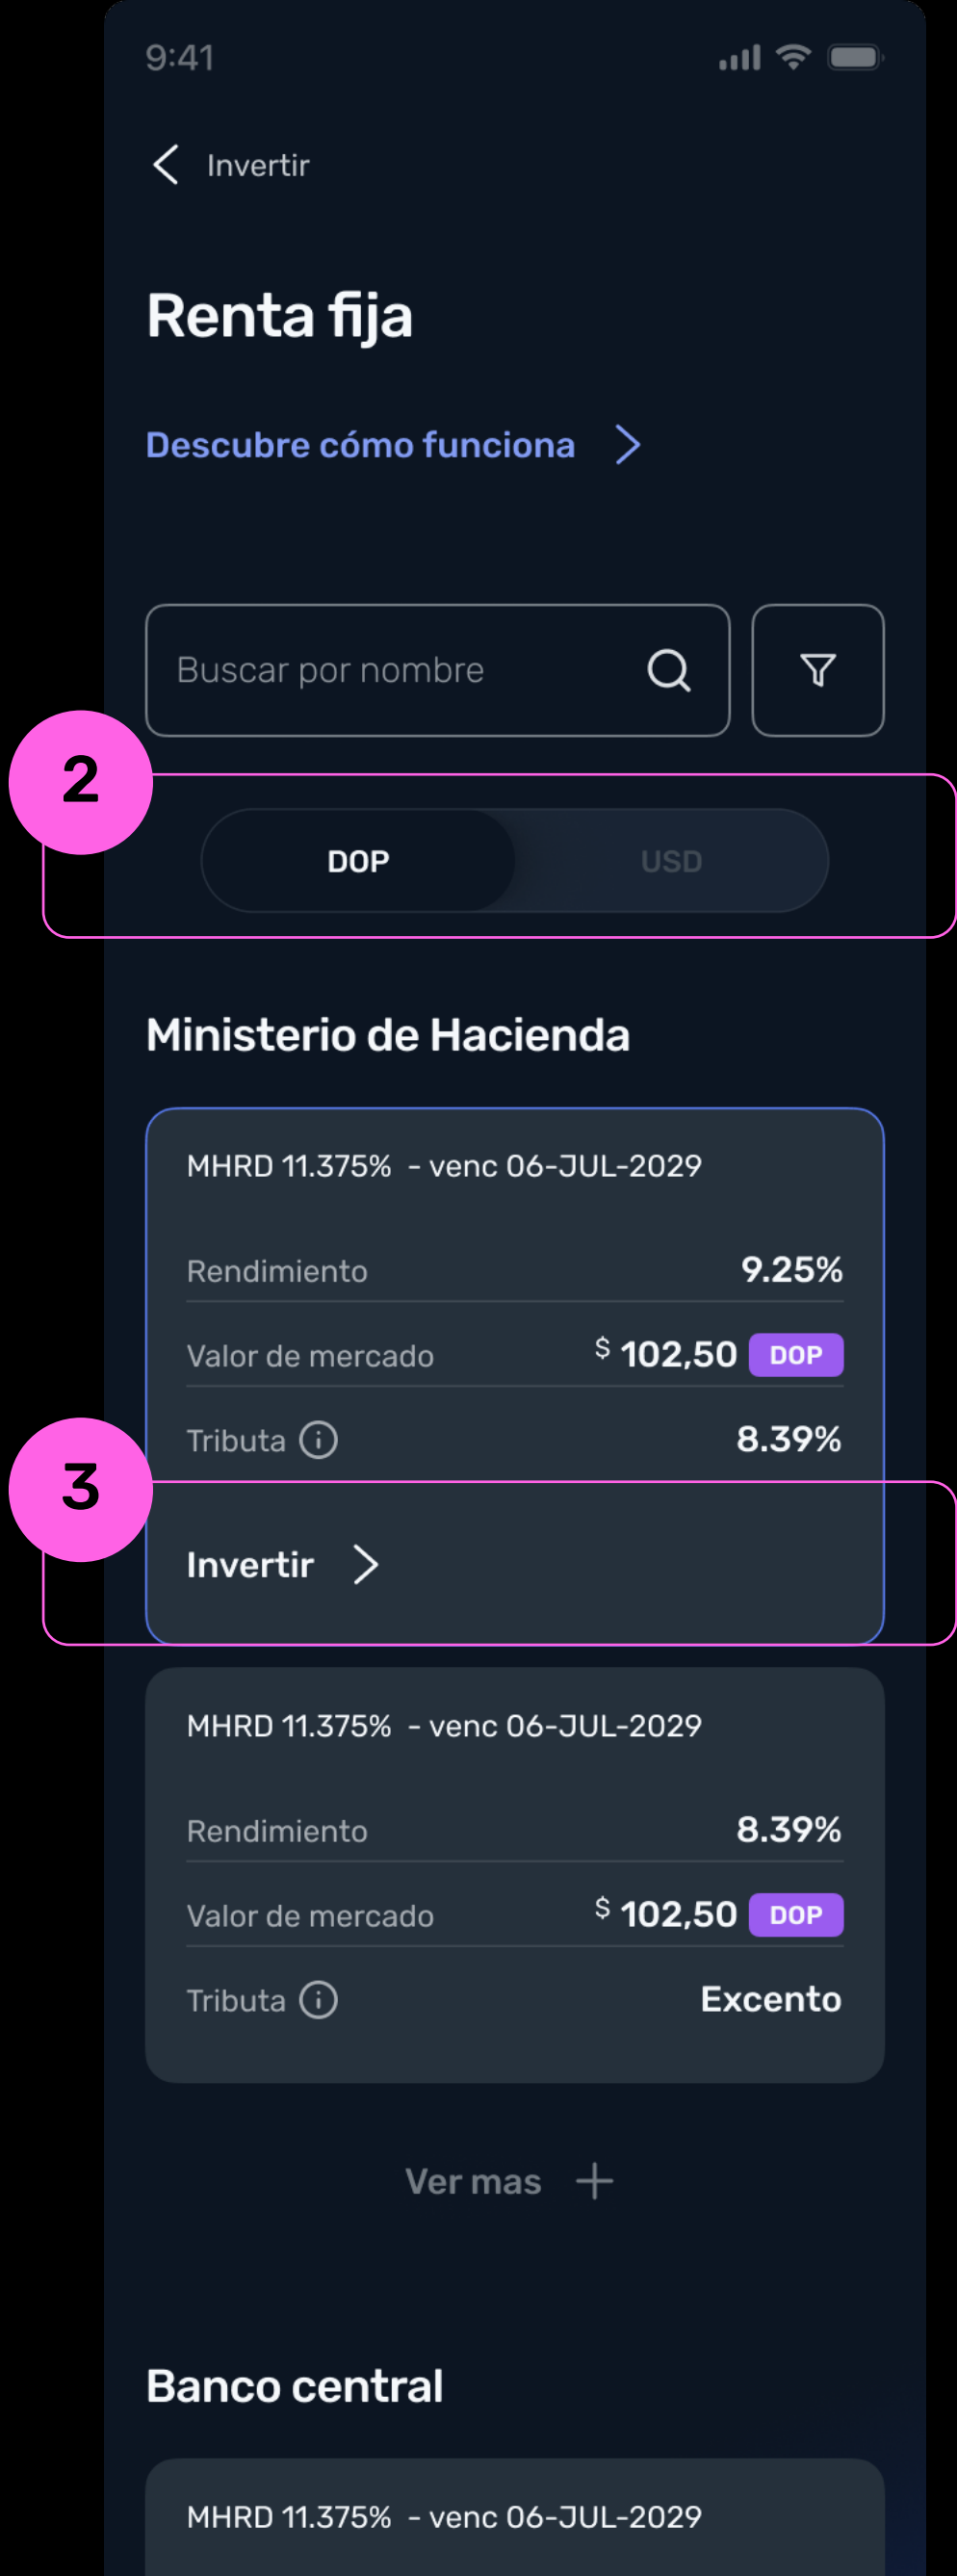 9:41
Invertir
Renta fija
Descubre cómo funciona
Buscar por nombre
2
DOP USD
Ministerio de Hacienda
MHRD 11.375% - venc 06-JUL-2029
Rendimiento 9.25%
Valor de mercado $ 102,50 DOP
Tributa 8.39%
3
Invertir
MHRD 11.375% - venc 06-JUL-2029
Rendimiento 8.39%
Valor de mercado $ 102,50 DOP
Tributa Excento
Ver mas
Banco central
MHRD 11.375% - venc 06-JUL-2029